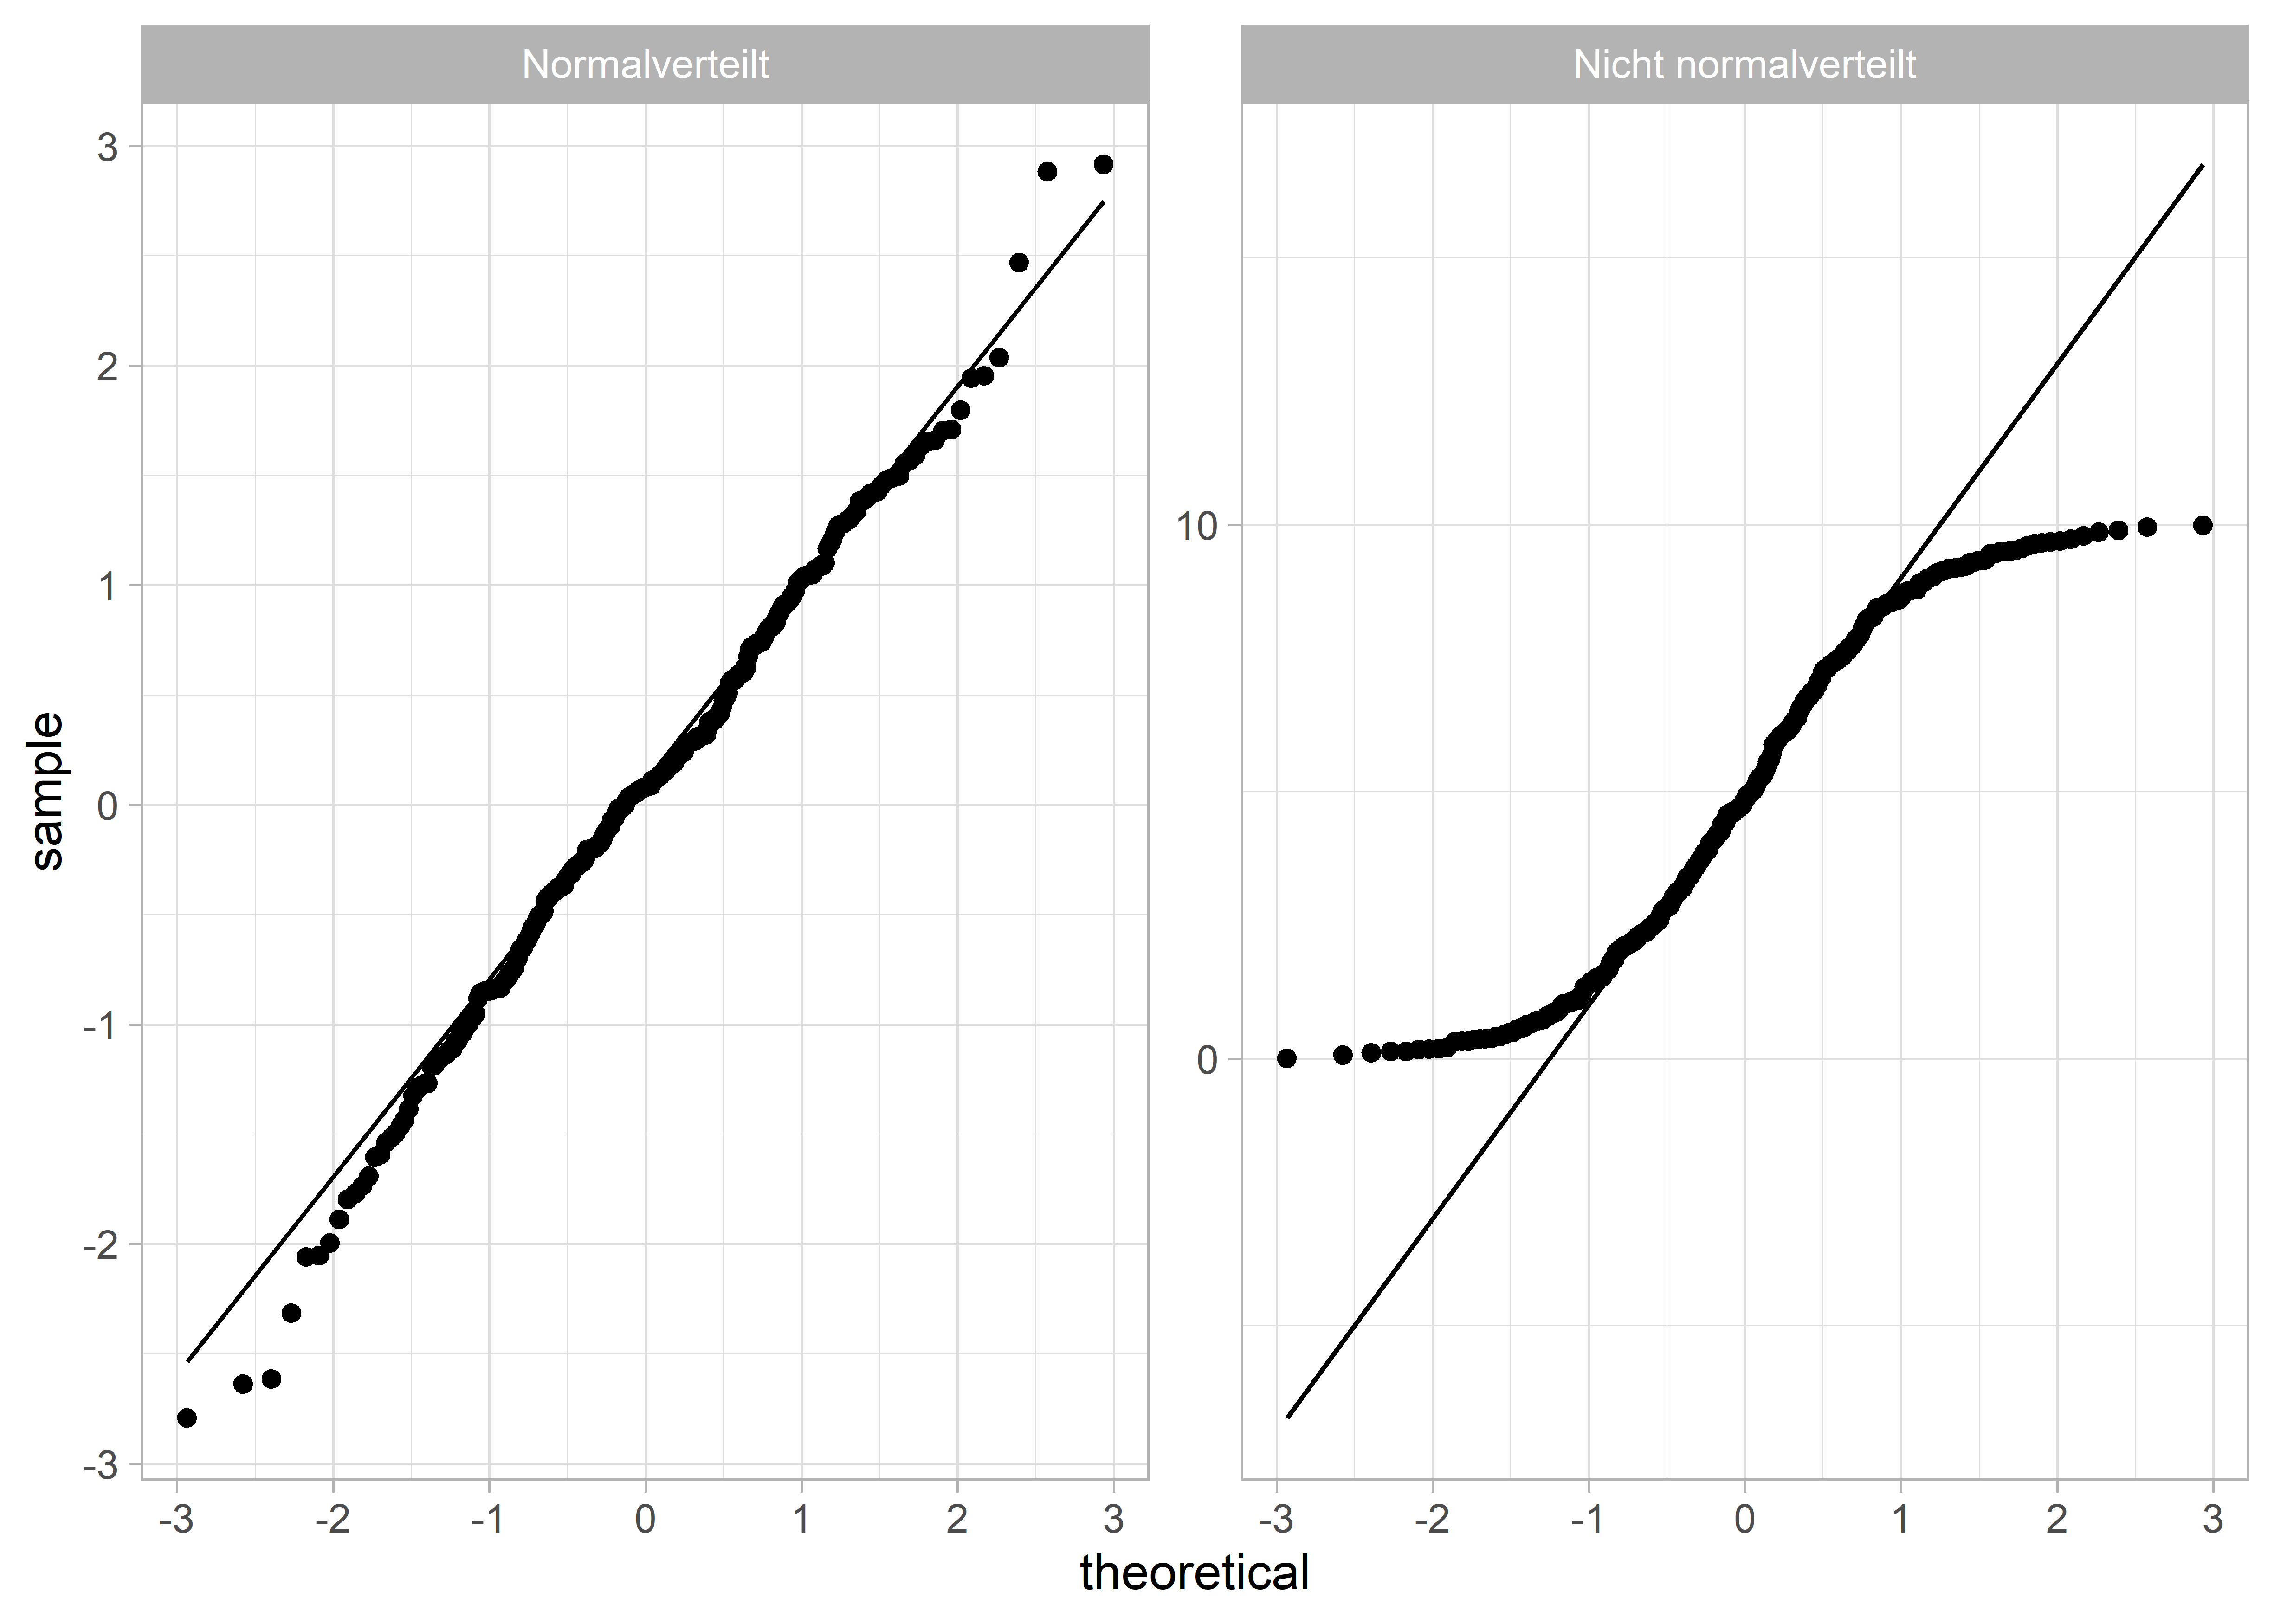 Normalverteilt
Nicht normalverteilt
3
2
1
0
-1
-2
-3
10
0
sample
-3 -2 -1 0 1 2 3
-3 -2 -1 0 1 2 3
theoretical